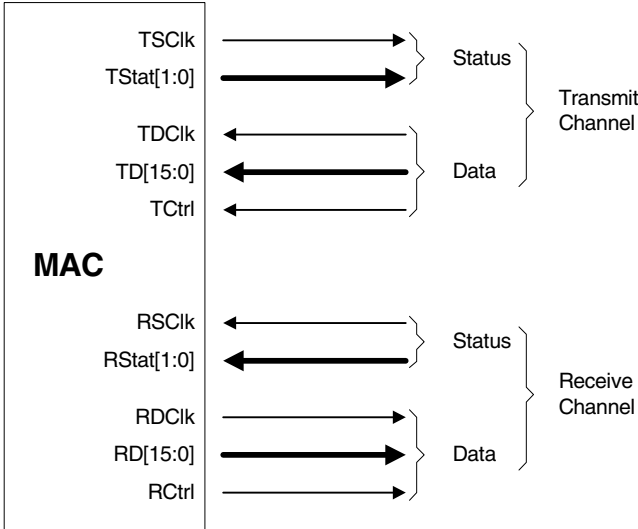 TSClk
TStat[1:0]
Status
TDClk
TD[15:0]
Data
TCtrl
Transmit
Channel
MAC
RSClk
RStat[1:0]
Status
RDClk
RD[15:0]
Data
RCtrl
Receive
Channel